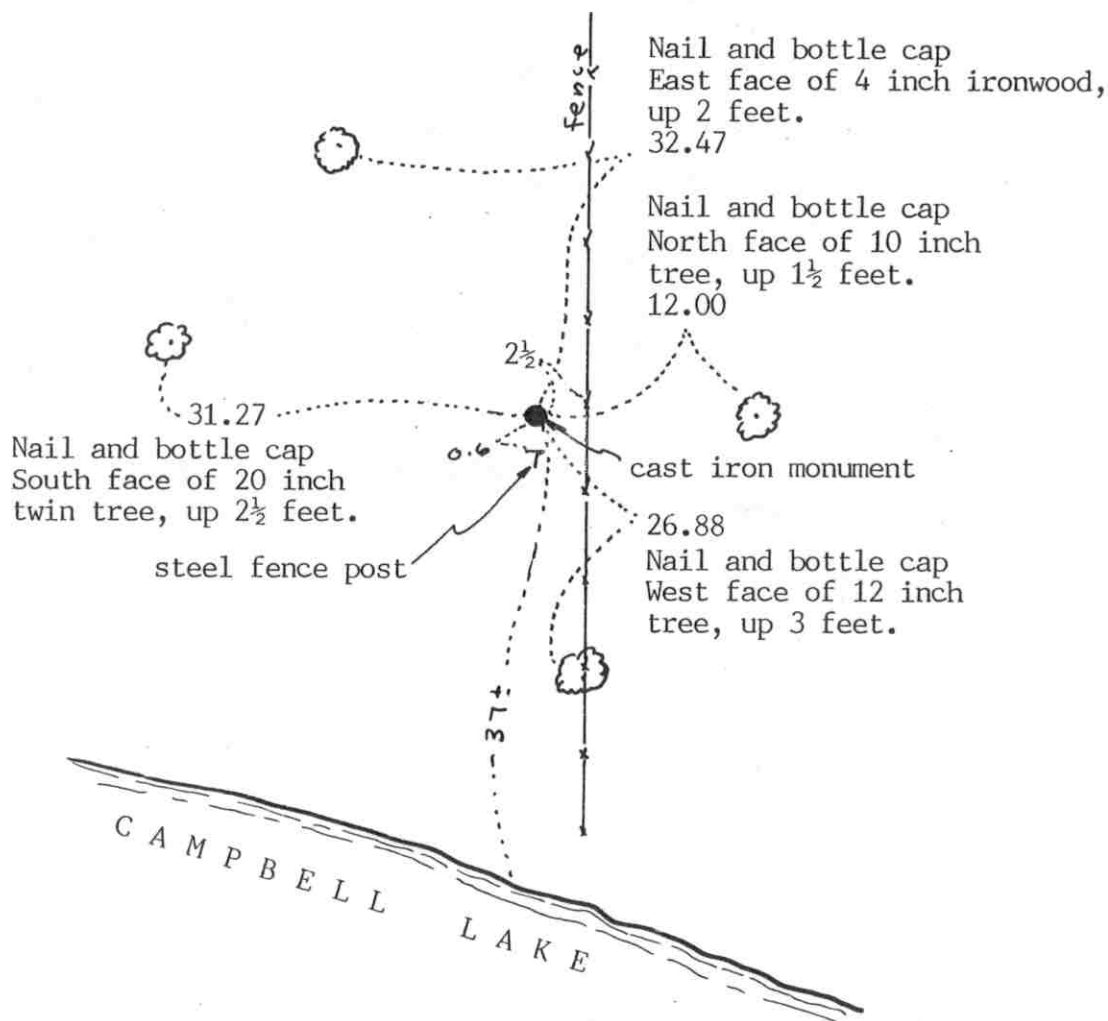 fence
Nail and bottle cap
East face of 4 inch ironwood,
up 2 feet.
32.47
Nail and bottle cap
North face of 10 inch
tree, up 1½ feet.
12.00
2½
31.27
Nail and bottle cap
South face of 20 inch
twin tree, up 2½ feet.
0.6
cast iron monument
steel fence post
26.88
Nail and bottle cap
West face of 12 inch
tree, up 3 feet.
37±
CAMPBELL LAKE